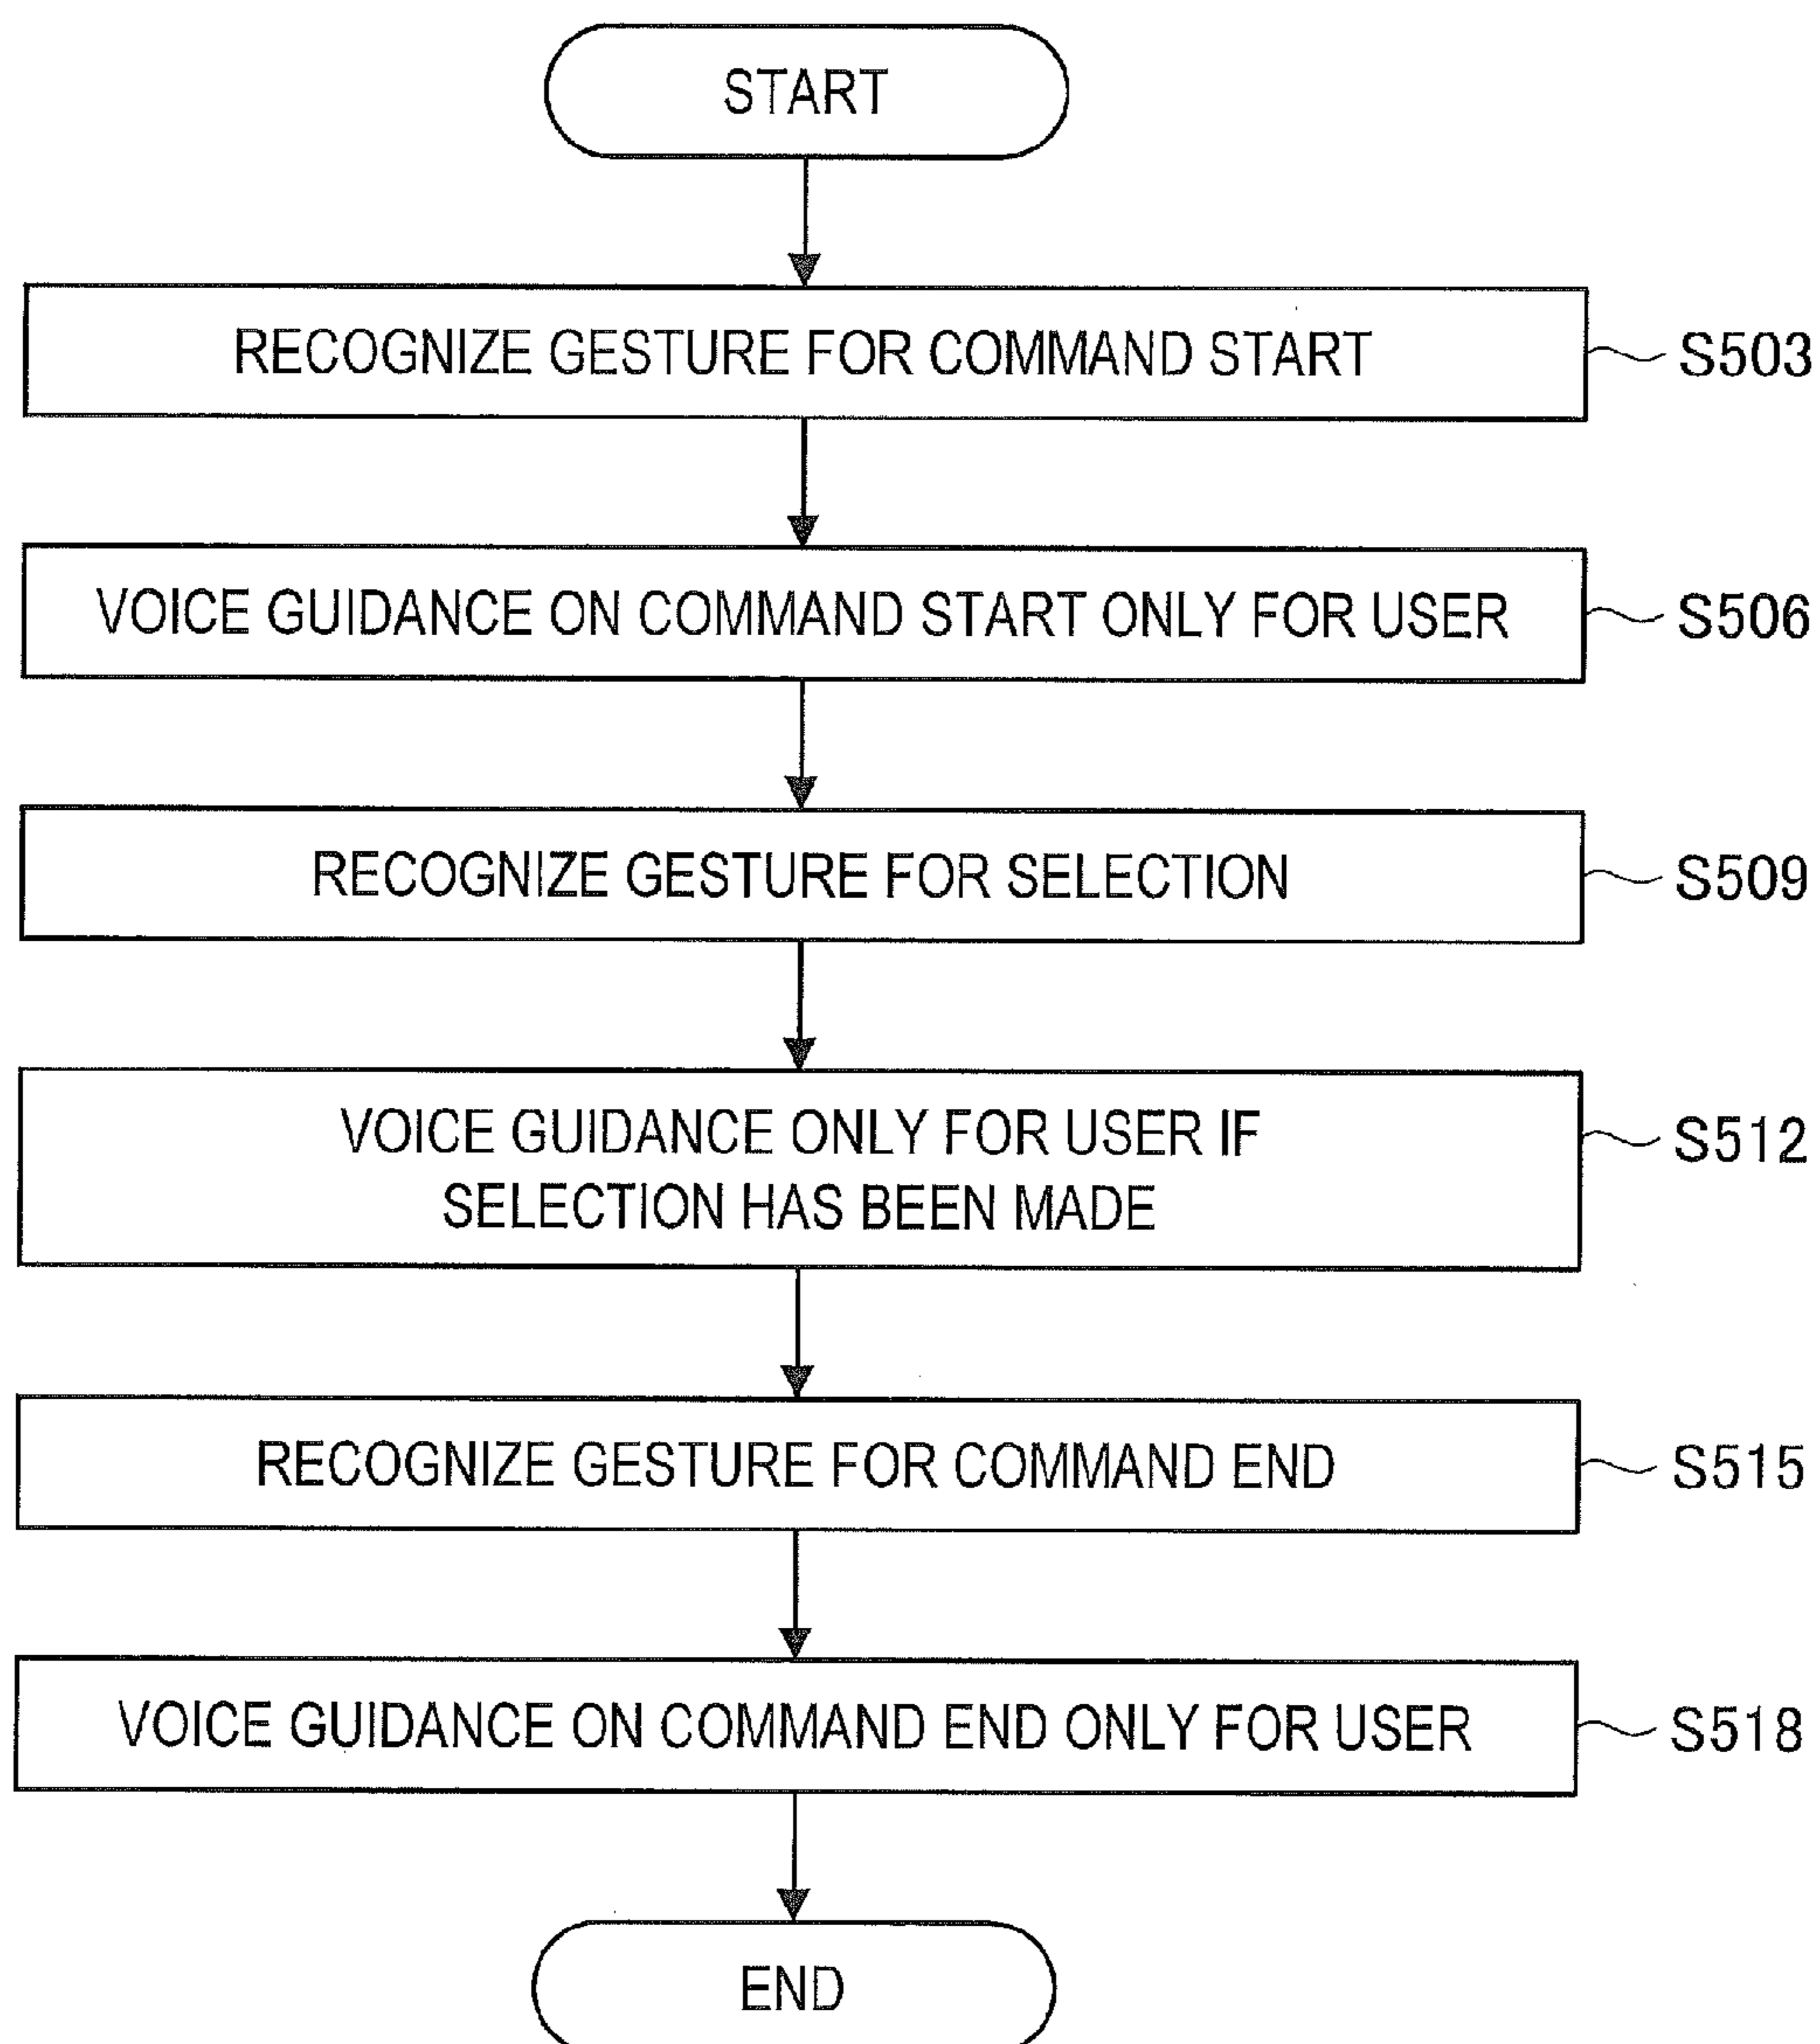 START
RECOGNIZE GESTURE FOR COMMAND START
S503
VOICE GUIDANCE ON COMMAND START ONLY FOR USER
S506
RECOGNIZE GESTURE FOR SELECTION
S509
VOICE GUIDANCE ONLY FOR USER IF
SELECTION HAS BEEN MADE
S512
RECOGNIZE GESTURE FOR COMMAND END
S515
VOICE GUIDANCE ON COMMAND END ONLY FOR USER
S518
END